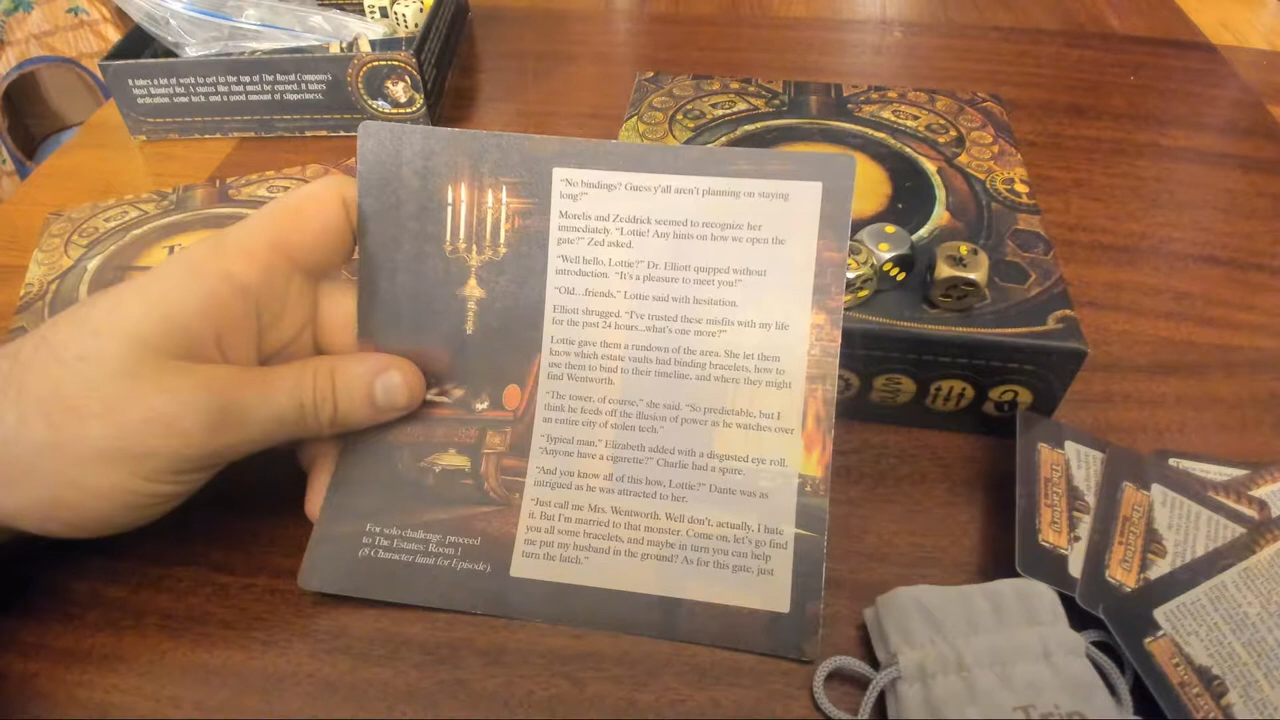 It takes a lot of work to get to the top of The Royal Company's
Most Wanted list. A status like that must be earned. It takes
dedication, some luck, and a good amount of slipperiness.
"No bindings? Guess y'all aren't planning on staying
long?"
Morelis and Zeddrick seemed to recognize her
immediately. "Lottie! Any hints on how we open the
gate?" Zed asked.
"Well hello, Lottie?" Dr. Elliott quipped without
introduction. "It's a pleasure to meet you!"
"Old...friends," Lottie said with hesitation.
Elliott shrugged. "I've trusted these misfits with my life
for the past 24 hours...what's one more?"
Lottie gave them a rundown of the area. She let them
know which estate vaults had binding bracelets, how to
use them to bind to their timeline, and where they might
find Wentworth.
"The tower, of course," she said. "So predictable, but I
think he feeds off the illusion of power as he watches over
an entire city of stolen tech."
"Typical man," Elizabeth added with a disgusted eye roll.
"Anyone have a cigarette?" Charlie had a spare.
"And you know all of this how, Lottie?" Dante was as
intrigued as he was attracted to her.
"Just call me Mrs. Wentworth. Well don't, actually, I hate
it. But I'm married to that monster. Come on, let's go find
you all some bracelets, and maybe in turn you can help
me put my husband in the ground? As for this gate, just
turn the latch."
For solo challenge, proceed
to The Estates: Room 1
(8 Character limit for Episode).
The Factory
The Factory
Trip